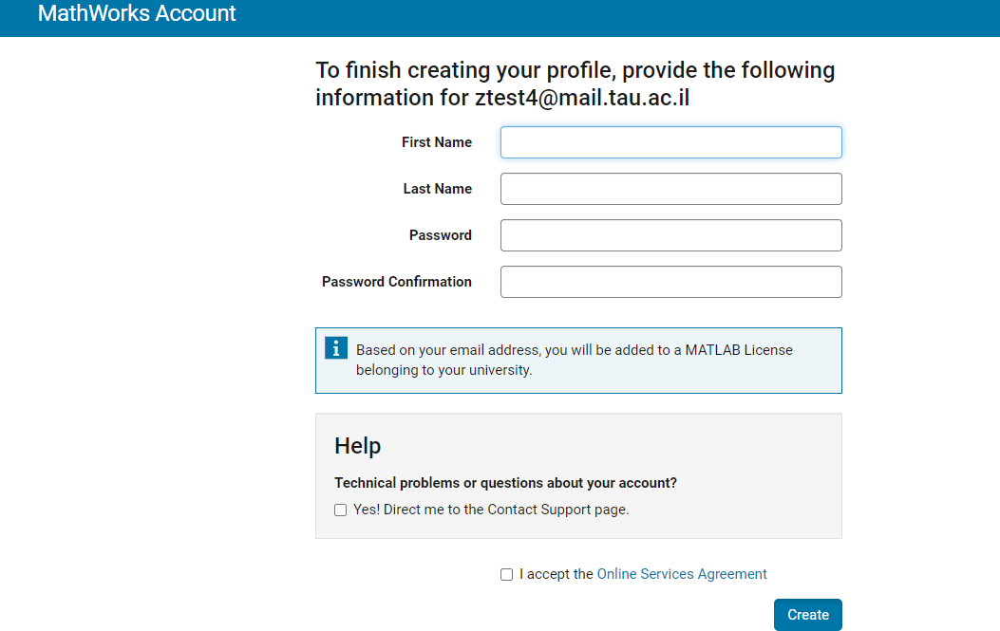 MathWorks Account
To finish creating your profile, provide the following
information for ztest4@mail.tau.ac.il
First Name
Last Name
Password
Password Confirmation
i
Based on your email address, you will be added to a MATLAB License
belonging to your university.
Help
Technical problems or questions about your account?
Yes! Direct me to the Contact Support page.
I accept the Online Services Agreement
Create